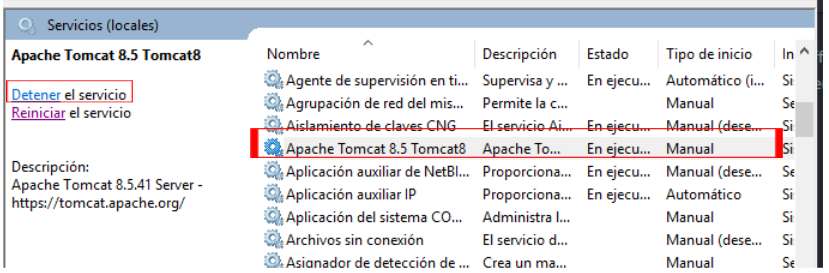 Servicios (locales)
Apache Tomcat 8.5 Tomcat8
Detener el servicio
Reiniciar el servicio
Descripción:
Apache Tomcat 8.5.41 Server -
https://tomcat.apache.org/
Nombre Descripción Estado Tipo de inicio In
Agente de supervisión en ti... Supervisa y ... En ejecu... Automático (i... Si
Agrupación de red del mis... Permite la c... Manual Se
Aislamiento de claves CNG El servicio Ai... En ejecu... Manual (dese... Si
Apache Tomcat 8.5 Tomcat8 Apache To... En ejecu... Manual Si
Aplicación auxiliar de NetBI... Proporciona... En ejecu... Manual (dese... Si
Aplicación auxiliar IP Proporciona... En ejecu... Automático Si
Aplicación del sistema CO... Administra l... Manual Si
Archivos sin conexión El servicio d... Manual (dese... Si
Asignador de detección de ... Crea un ma... Manual Se